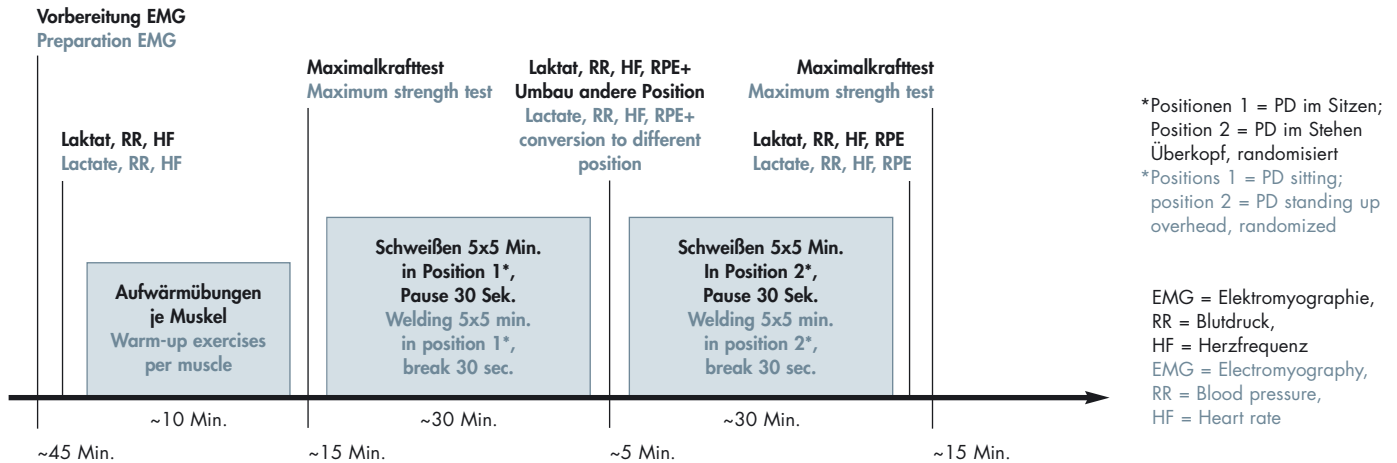 Vorbereitung EMG
Preparation EMG
Maximalkrafttest
Maximum strength test
Laktat, RR, HF, RPE+
Umbau andere Position
Lactate, RR, HF, RPE+
conversion to different
position
Maximalkrafttest
Maximum strength test
Laktat, RR, HF
Lactate, RR, HF
Laktat, RR, HF, RPE
Lactate, RR, HF, RPE
Aufwärmübungen
je Muskel
Warm-up exercises
per muscle
Schweißen 5x5 Min.
in Position 1*,
Pause 30 Sek.
Welding 5x5 min.
in position 1*,
break 30 sec.
Schweißen 5x5 Min.
In Position 2*,
Pause 30 Sek.
Welding 5x5 min.
in position 2*,
break 30 sec.
~10 Min.
~30 Min.
~30 Min.
~45 Min.
~15 Min.
~5 Min.
~15 Min.
*Positionen 1 = PD im Sitzen;
Position 2 = PD im Stehen
Überkopf, randomisiert
*Positions 1 = PD sitting;
position 2 = PD standing up
overhead, randomized
EMG = Elektromyographie,
RR = Blutdruck,
HF = Herzfrequenz
EMG = Electromyography,
RR = Blood pressure,
HF = Heart rate